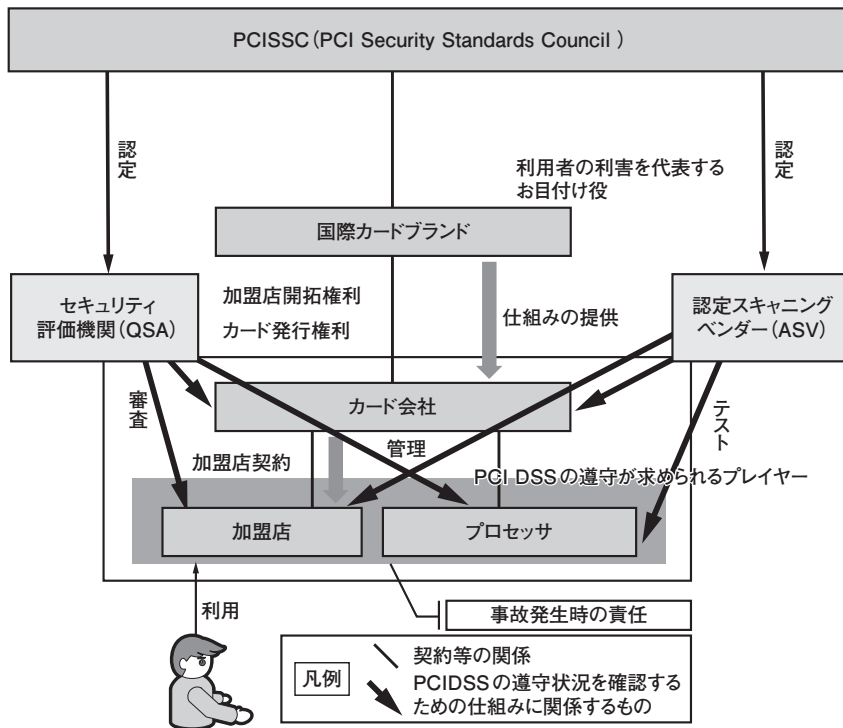 PCISSC(PCI Security Standards Council )
認定
認定
利用者の利害を代表する
お目付け役
国際カードブランド
セキュリティ
評価機関(QSA)
加盟店開拓権利
カード発行権利
仕組みの提供
認定スキャニング
ベンダー(ASV)
カード会社
審査
テスト
加盟店契約
管理
PCI DSSの遵守が求められるプレイヤー
加盟店
プロセッサ
利用
事故発生時の責任
凡例
契約等の関係
PCIDSSの遵守状況を確認する
ための仕組みに関係するもの